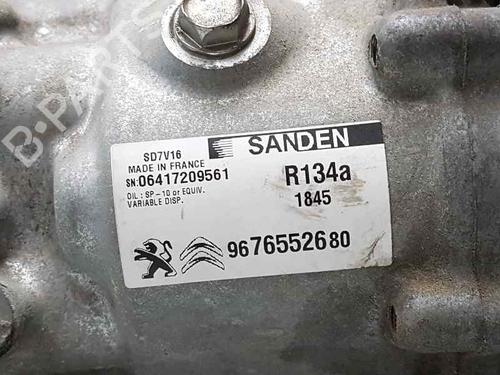 B-PARTS
SD7V16
MADE IN FRANCE
SN:06417209561
OIL : SP-10 or EQUIV.
VARIABLE DISP.
SANDEN
R134a
1845
9676552680